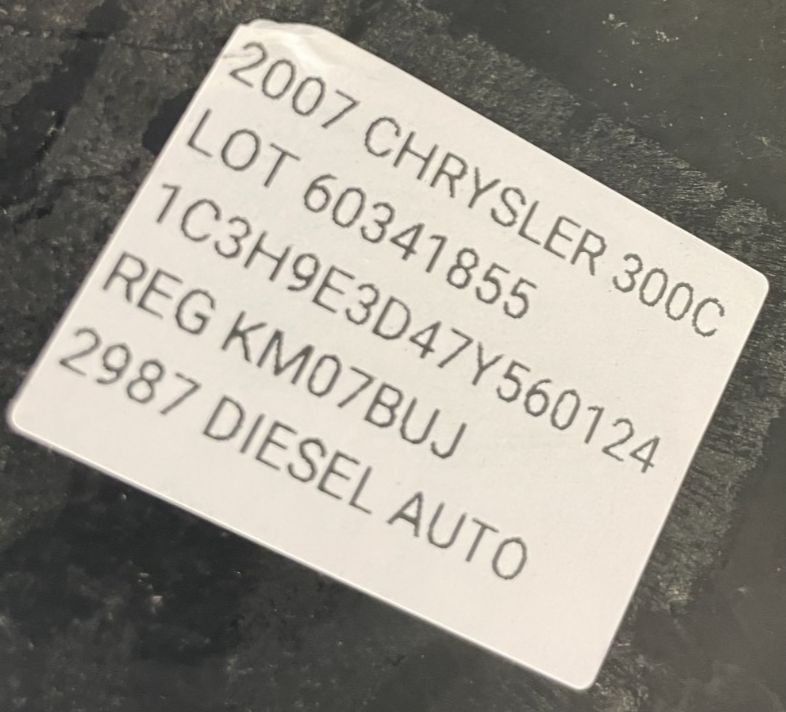 2007 CHRYSLER 300C
LOT 60341855
1C3H9E3D47Y560124
REG KM07BUJ
2987 DIESEL AUTO